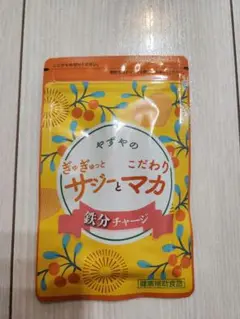 やずやの
ぎゅぎゅっと こだわり
サジーとマカ
鉄分チャージ
健康補助食品